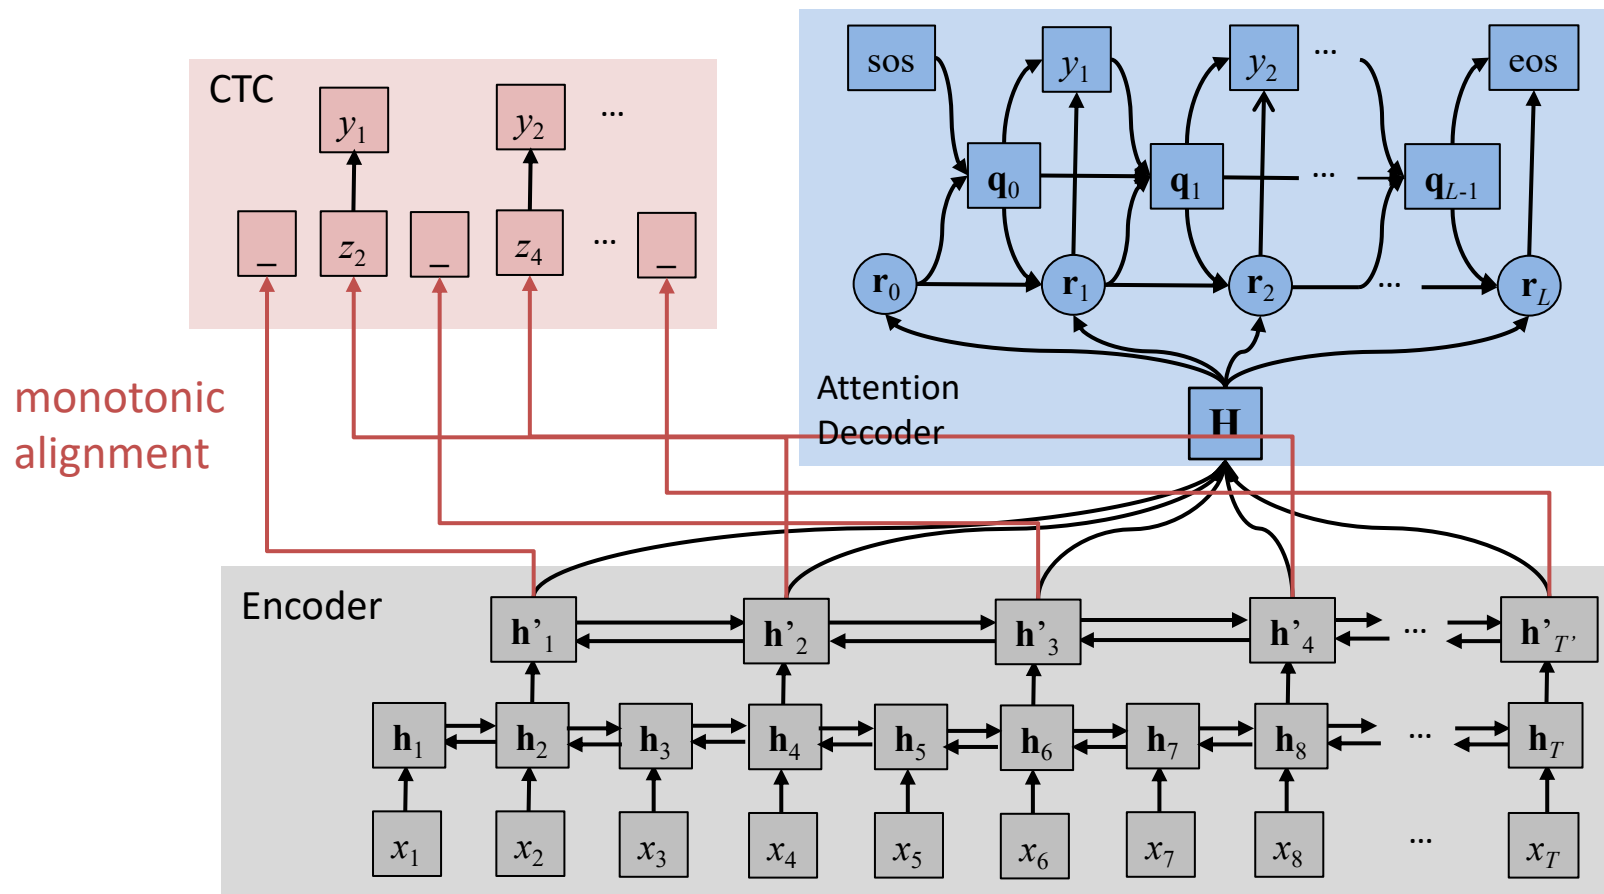 sos y1 y2 ... eos
CTC
y1 y2 ...
q0 q1 ... qL-1
_ z2 _ z4 ... _
r0 r1 r2 ... rL
monotonic
alignment
Attention
Decoder
H
Encoder
h’1 h’2 h’3 h’4 ... h’T’
h1 h2 h3 h4 h5 h6 h7 h8 ... hT
x1 x2 x3 x4 x5 x6 x7 x8 ... xT